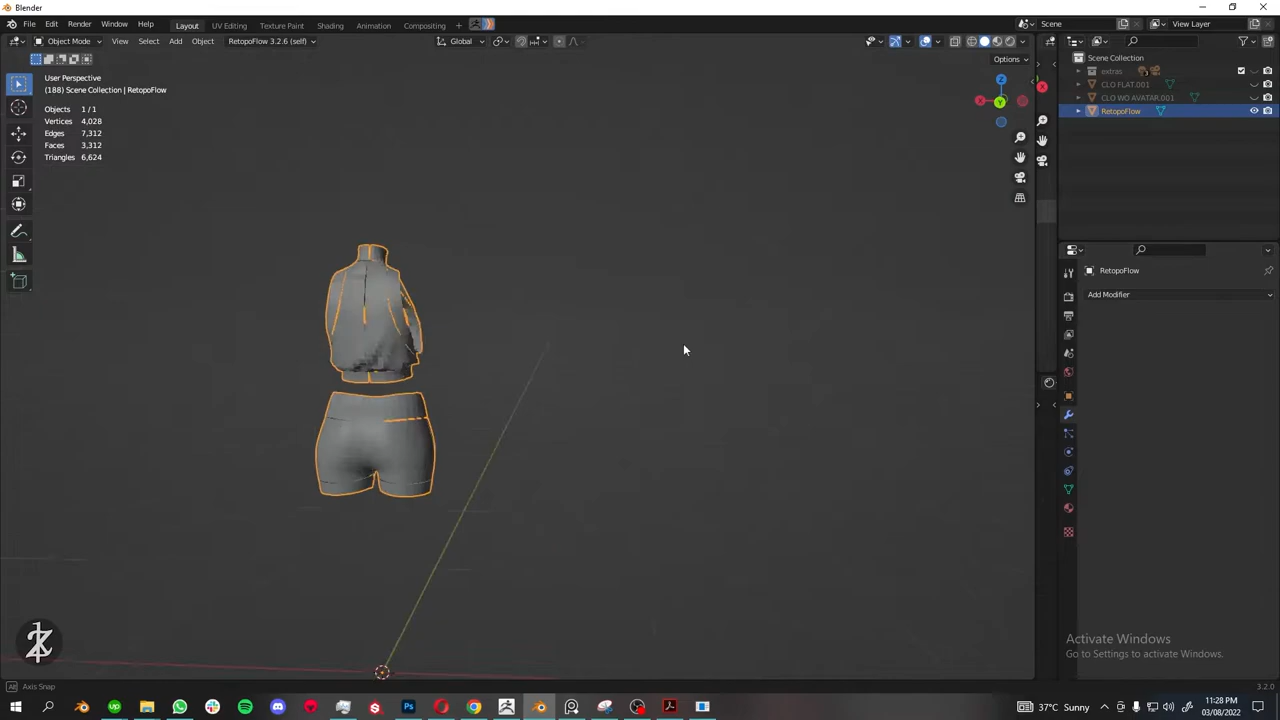 Blender
File Edit Render Window Help Layout UV Editing Texture Paint Shading Animation Compositing + Scene View Layer
Object Mode View Select Add Object RetopoFlow 3.2.6 (self) Global
Options
User Perspective
(188) Scene Collection | RetopoFlow
Objects 1/1
Vertices 4,028
Edges 7,312
Faces 3,312
Triangles 6,624
Z
X
Y
Scene Collection
extras
CLO FLAT.001
CLO WO AVATAR.001
RetopoFlow
RetopoFlow
Add Modifier
Activate Windows
Go to Settings to activate Windows.
Alt Axis Snap 3.2.0
37°C Sunny 11:28 PM
03/08/2022